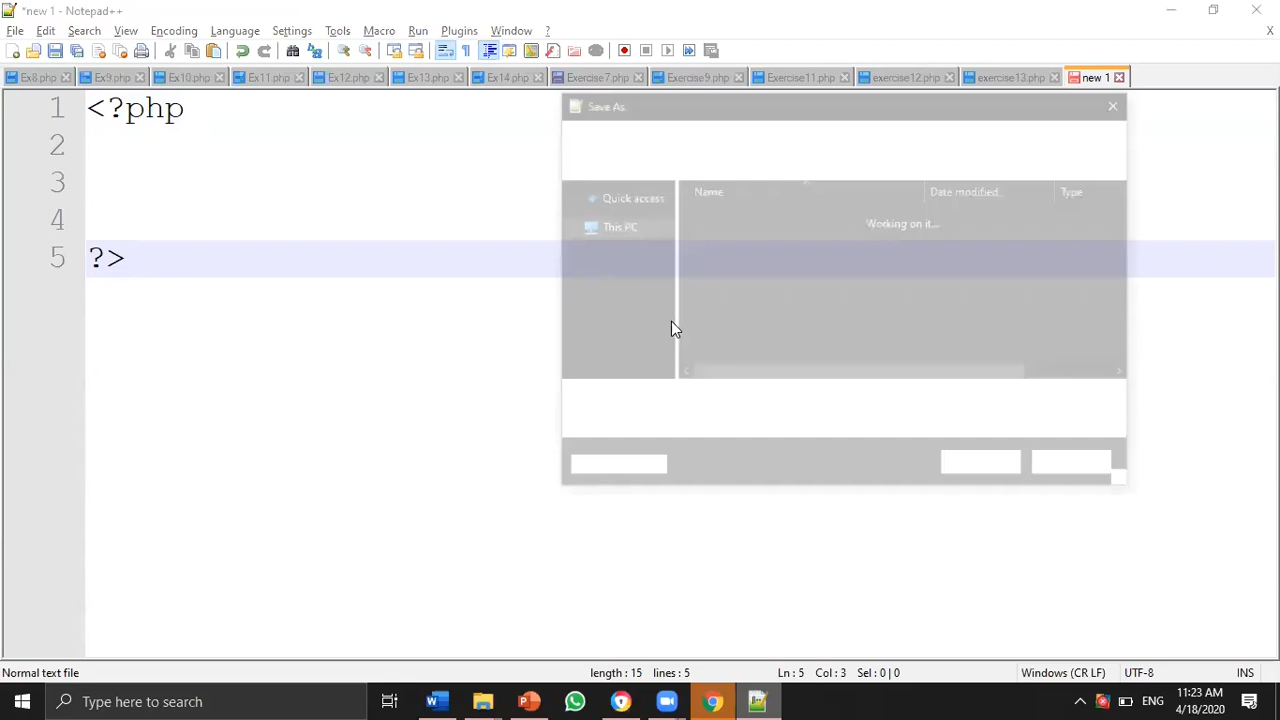 *new 1 - Notepad++
File Edit Search View Encoding Language Settings Tools Macro Run Plugins Window ? X
Ex8.php Ex9.php Ex10.php Ex11.php Ex12.php Ex14.php Exercise7.php Exercise9.php Exercise11.php exercise12.php exercise13.php new 1
1 <?php
2
3
4
5 ?>
Save As
Name Date modified Type
Quick access
This PC
Working on it...
Normal text file length : 15 lines : 5 Ln : 5 Col : 3 Sel : 0 | 0 Windows (CR LF) UTF-8 INS
Type here to search
ENG
11:23 AM
4/18/2020